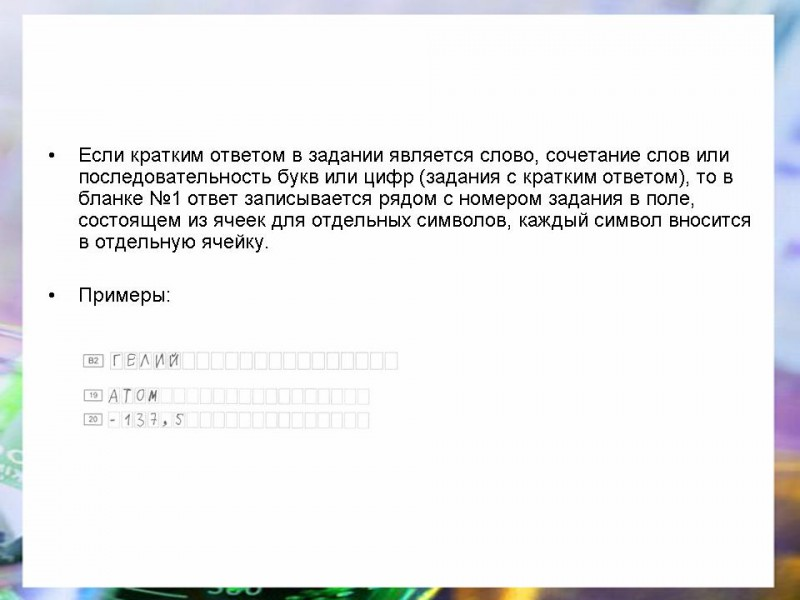 • Если кратким ответом в задании является слово, сочетание слов или
последовательность букв или цифр (задания с кратким ответом), то в
бланке №1 ответ записывается рядом с номером задания в поле,
состоящем из ячеек для отдельных символов, каждый символ вносится
в отдельную ячейку.
• Примеры:
В2 ГЕЛИЙ
19 АТОМ
20 -137,5